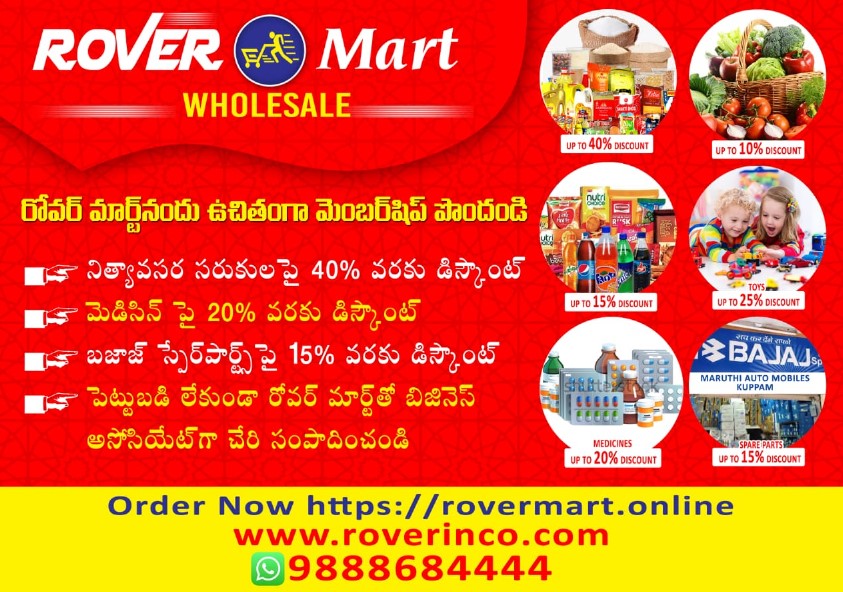 ROVER Mart
WHOLESALE
రోవర్ మార్ట్‌నందు ఉచితంగా మెంబర్‌షిప్ పొందండి
నిత్యావసర సరుకులపై 40% వరకు డిస్కౌంట్
మెడిసిన్ పై 20% వరకు డిస్కౌంట్
బజాజ్ స్పేర్‌పార్ట్స్‌పై 15% వరకు డిస్కౌంట్
పెట్టుబడి లేకుండా రోవర్ మార్ట్‌తో బిజినెస్
అసోసియేట్‌గా చేరి సంపాదించండి
UP TO 40% DISCOUNT
UP TO 10% DISCOUNT
nutri
CHOICE
RUSK
UP TO 15% DISCOUNT
TOYS
UP TO 25% DISCOUNT
MEDICINES
UP TO 20% DISCOUNT
BAJAJ
MARUTHI AUTO MOBILES
KUPPAM
SPARE PARTS
UP TO 15% DISCOUNT
Order Now https://rovermart.online
www.roverinco.com
9888684444